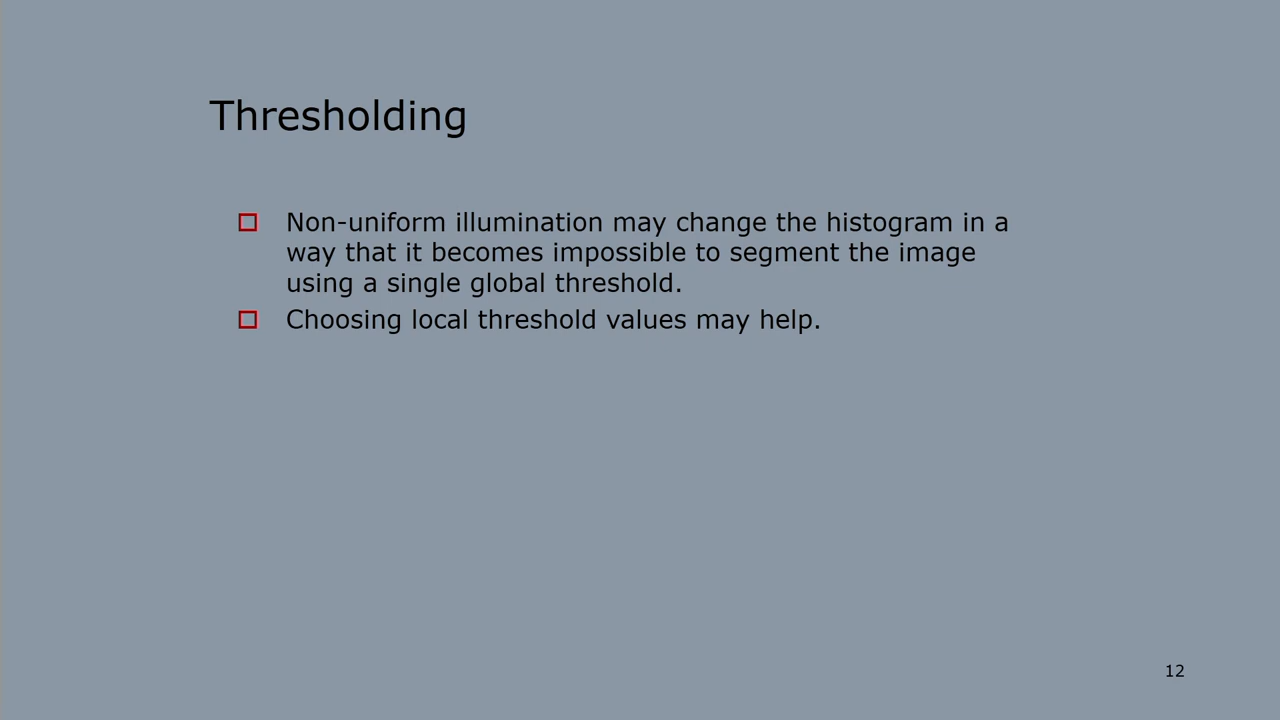 Thresholding
Non-uniform illumination may change the histogram in a
way that it becomes impossible to segment the image
using a single global threshold.
Choosing local threshold values may help.
12